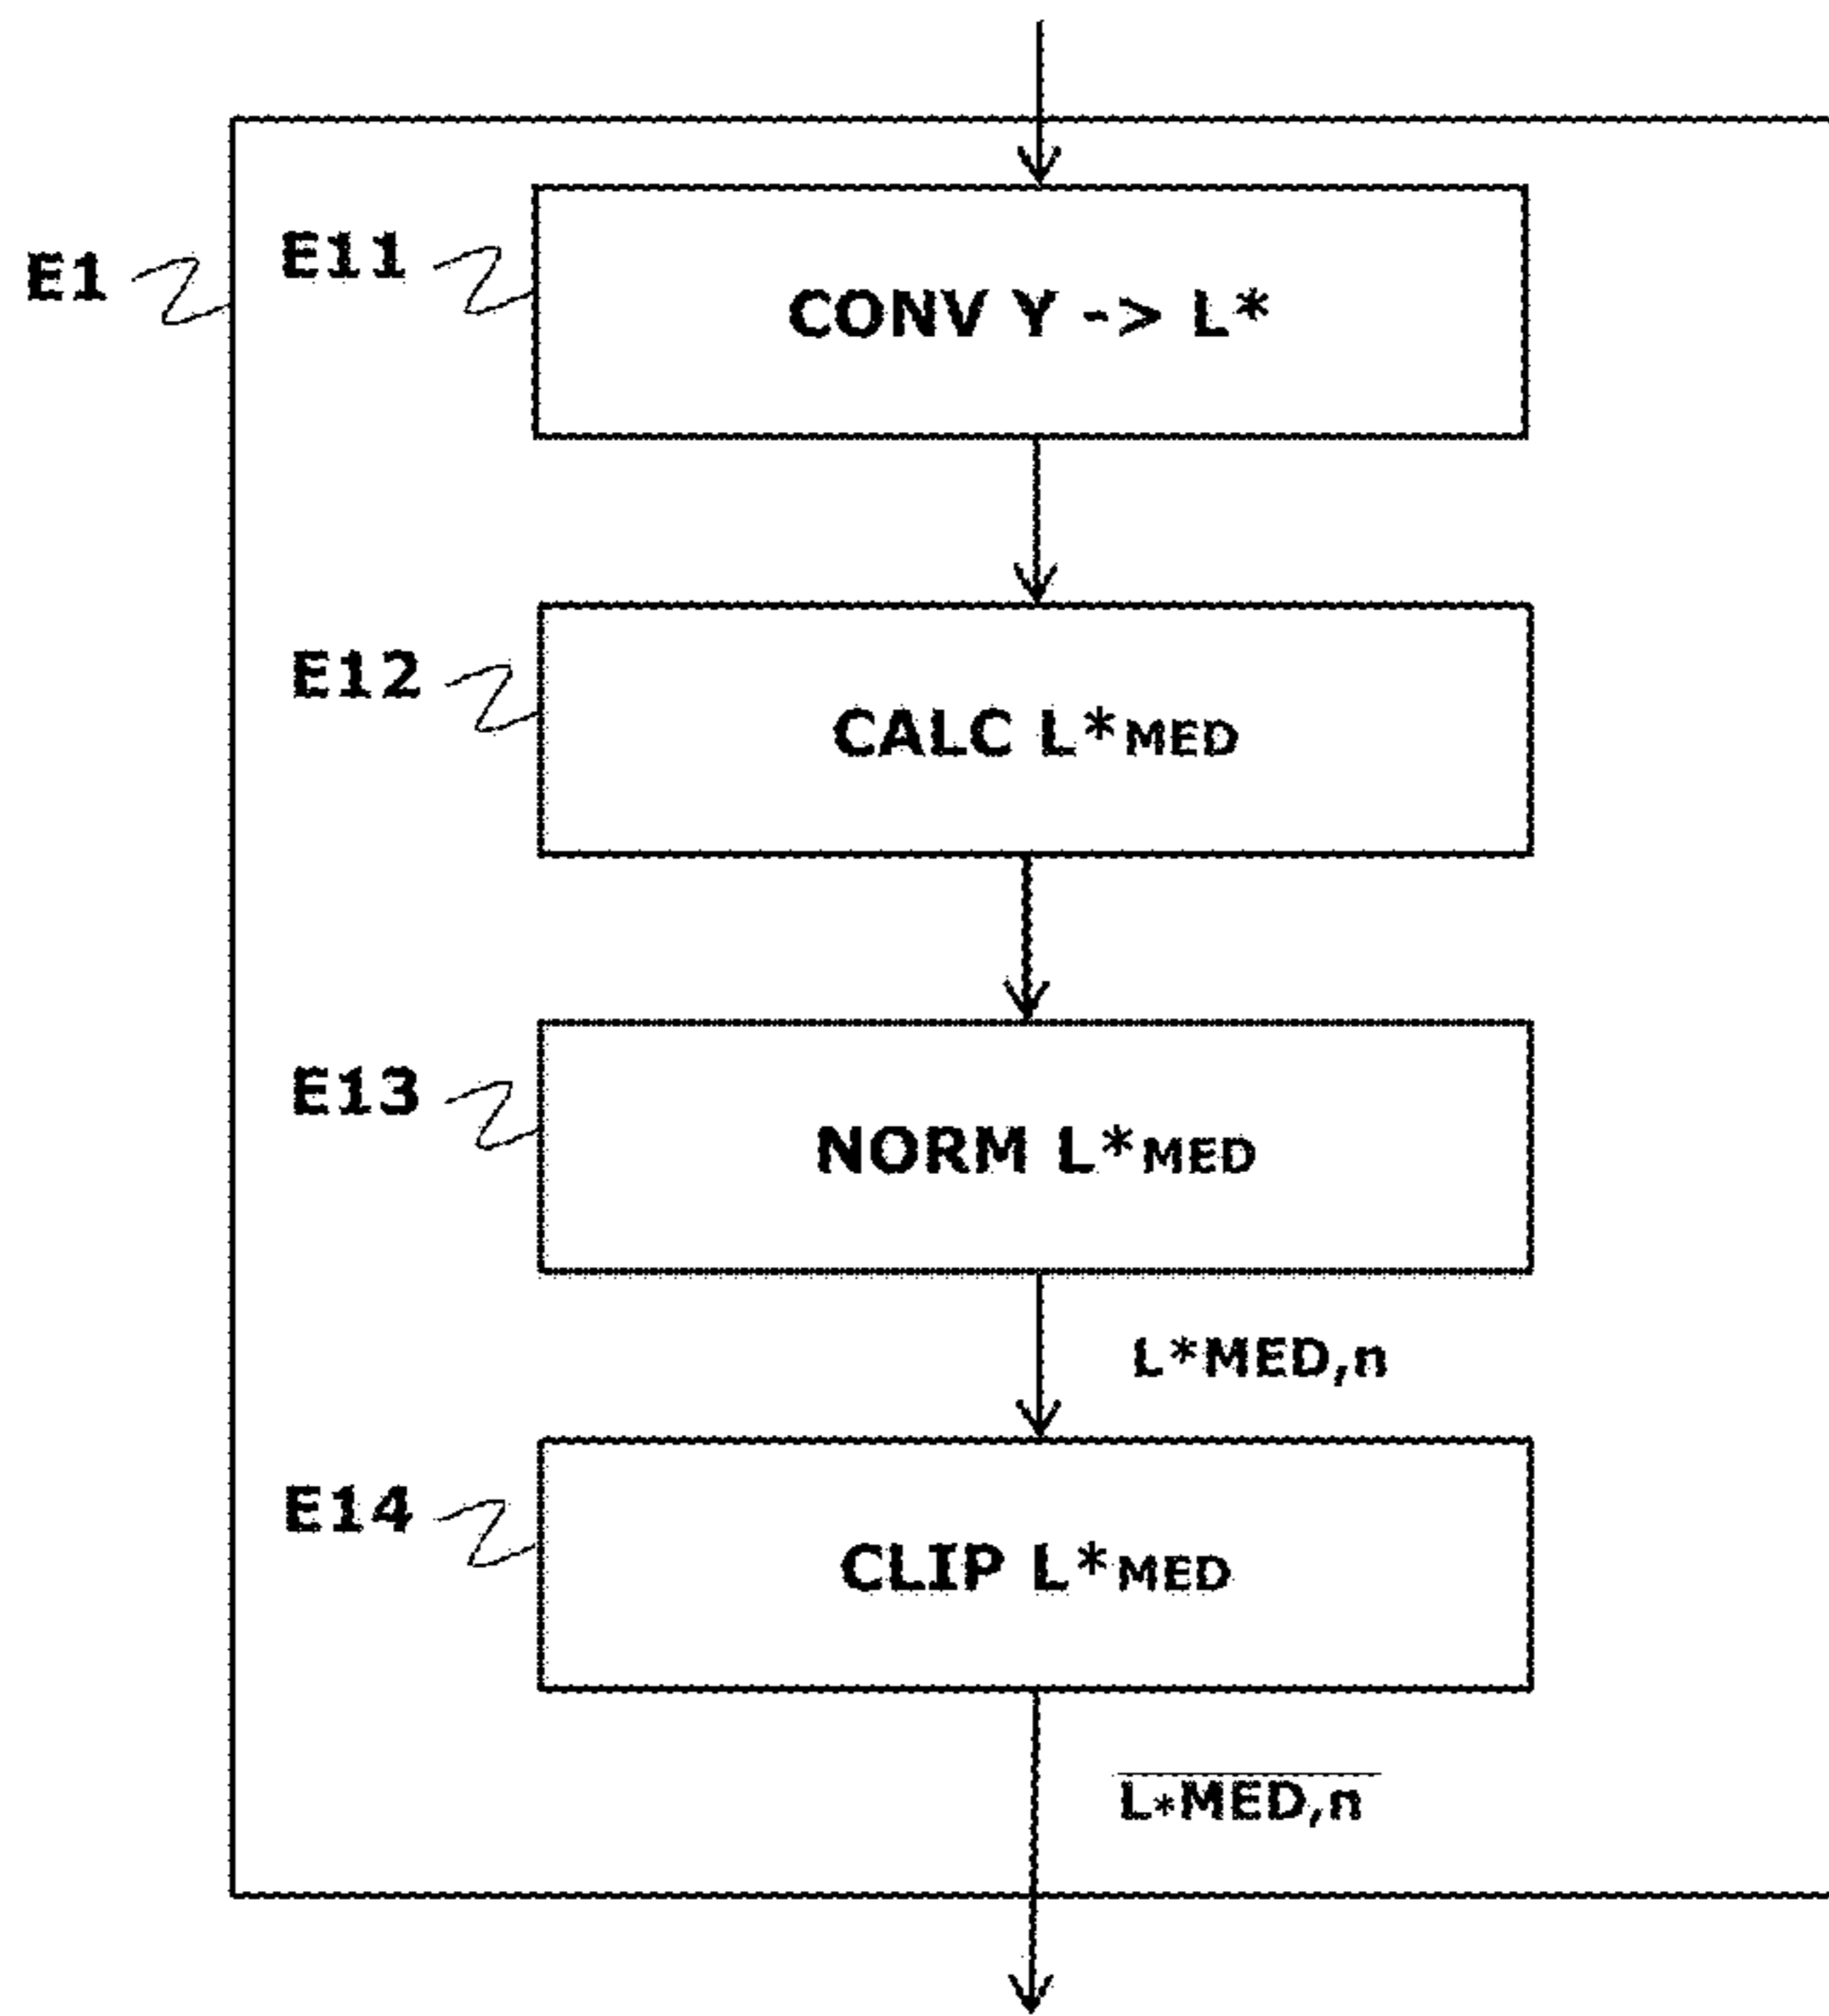 E1
E11
CONV Y -> L*
E12
CALC L*MED
E13
NORM L*MED
L*MED,n
E14
CLIP L*MED
L*MED,n